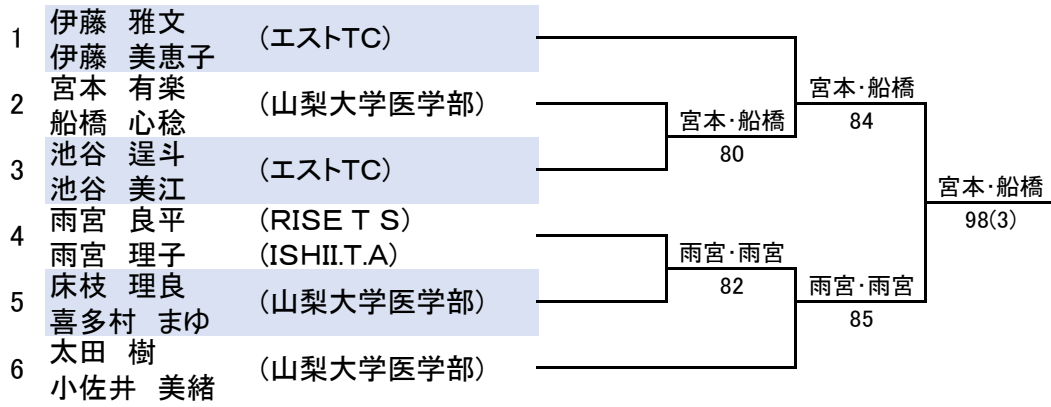 1 伊藤 雅文 (エストTC)
伊藤 美恵子
2 宮本 有楽 (山梨大学医学部)
船橋 心稔
3 池谷 逞斗 (エストTC)
池谷 美江
4 雨宮 良平 (RISE T S)
雨宮 理子 (ISHII.T.A)
5 床枝 理良 (山梨大学医学部)
喜多村 まゆ
6 太田 樹 (山梨大学医学部)
小佐井 美緒
宮本・船橋
80
雨宮・雨宮
82
宮本・船橋
84
雨宮・雨宮
85
宮本・船橋
98(3)